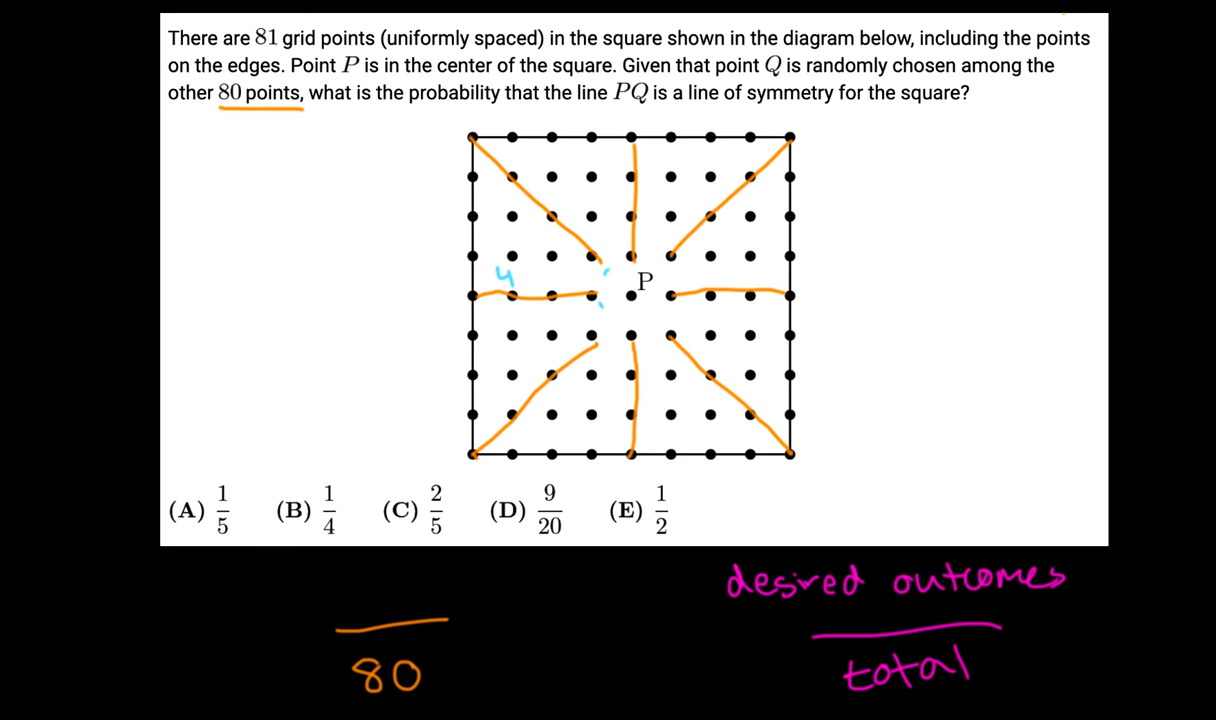 There are 81 grid points (uniformly spaced) in the square shown in the diagram below, including the points
on the edges. Point P is in the center of the square. Given that point Q is randomly chosen among the
other 80 points, what is the probability that the line PQ is a line of symmetry for the square?
4
P
(A) 1/5 (B) 1/4 (C) 2/5 (D) 9/20 (E) 1/2
desired outcomes
total
80